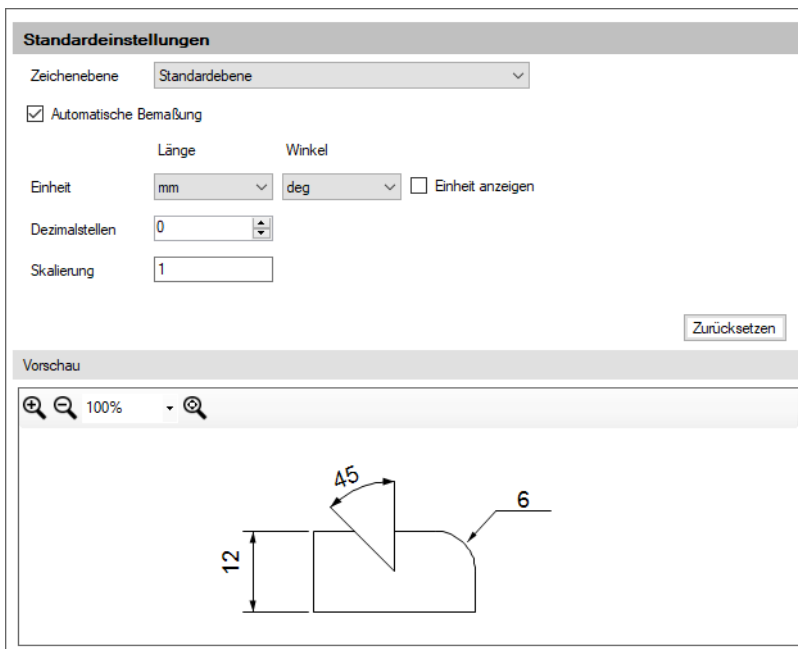 Standardeinstellungen
Zeichenebene Standardebene
Automatische Bemaßung
Länge Winkel
Einheit mm deg Einheit anzeigen
Dezimalstellen 0
Skalierung 1
Zurücksetzen
Vorschau
100%
45
6
12